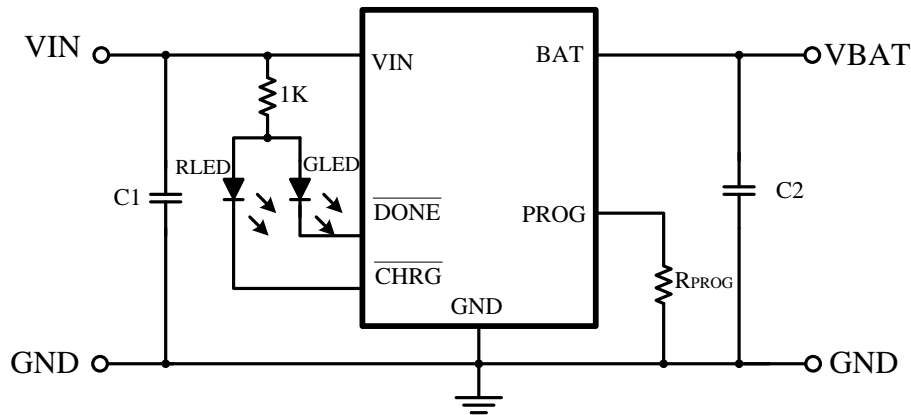 VIN
VIN
BAT
VBAT
1K
RLED
GLED
C1
DONE
PROG
C2
CHRG
RPROG
GND
GND
GND